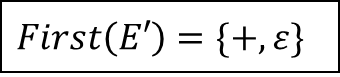 First(E′) = {+, ε}